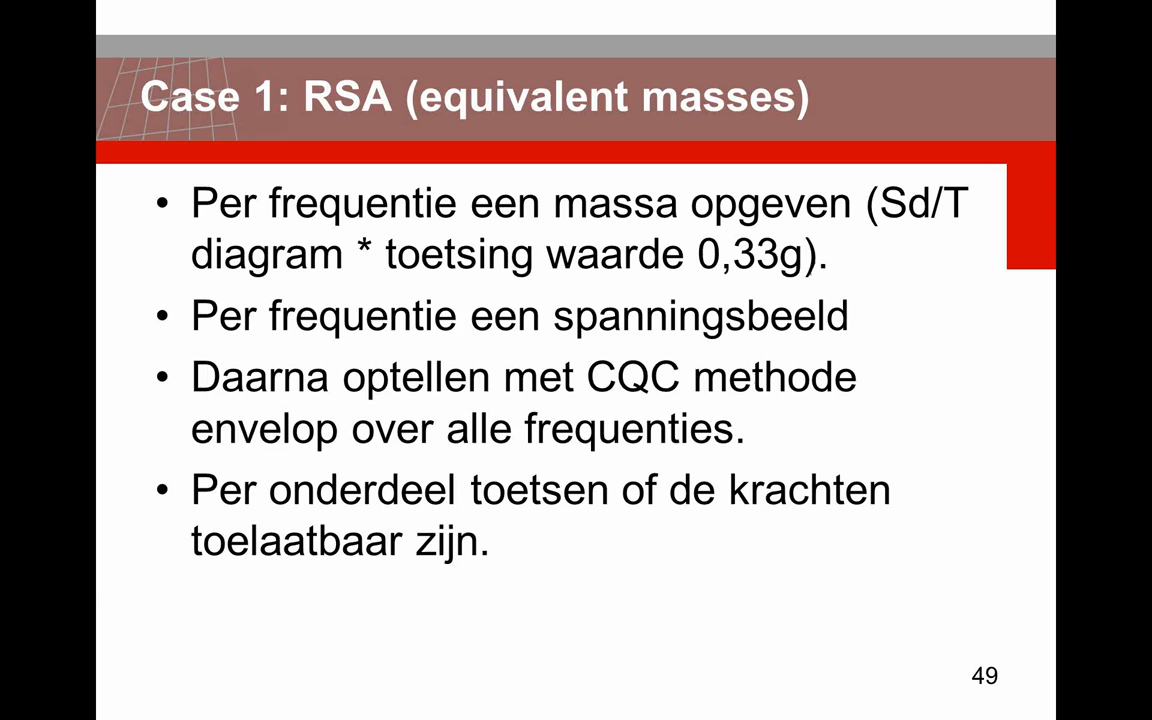 Case 1: RSA (equivalent masses)
• Per frequentie een massa opgeven (Sd/T
diagram * toetsing waarde 0,33g).
• Per frequentie een spanningsbeeld
• Daarna optellen met CQC methode
envelop over alle frequenties.
• Per onderdeel toetsen of de krachten
toelaatbaar zijn.
49